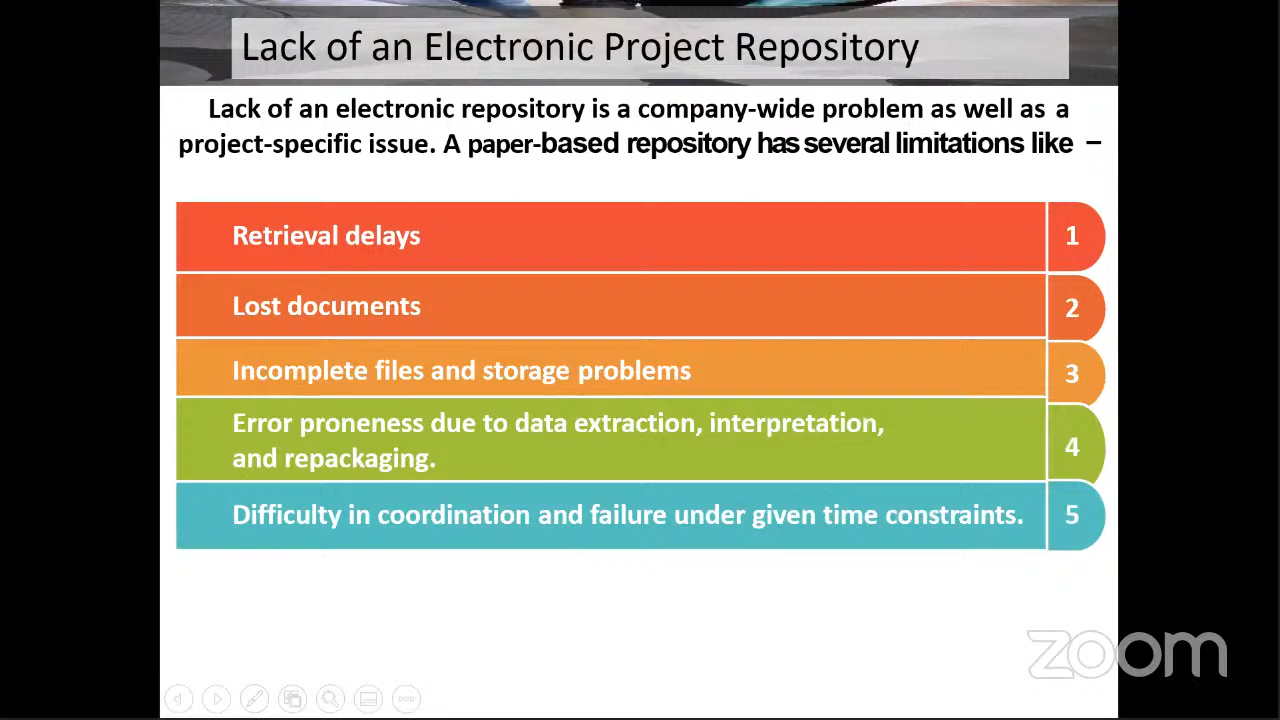 Lack of an Electronic Project Repository
Lack of an electronic repository is a company-wide problem as well as a
project-specific issue. A paper-based repository has several limitations like –
Retrieval delays 1
Lost documents 2
Incomplete files and storage problems 3
Error proneness due to data extraction, interpretation,
and repackaging. 4
Difficulty in coordination and failure under given time constraints. 5
zoom